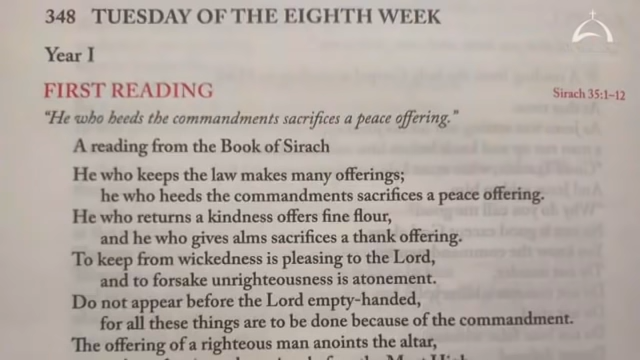 348 TUESDAY OF THE EIGHTH WEEK
Year I
FIRST READING
Sirach 35:1–12
“He who heeds the commandments sacrifices a peace offering.”
A reading from the Book of Sirach
He who keeps the law makes many offerings;
he who heeds the commandments sacrifices a peace offering.
He who returns a kindness offers fine flour,
and he who gives alms sacrifices a thank offering.
To keep from wickedness is pleasing to the Lord,
and to forsake unrighteousness is atonement.
Do not appear before the Lord empty-handed,
for all these things are to be done because of the commandment.
The offering of a righteous man anoints the altar,